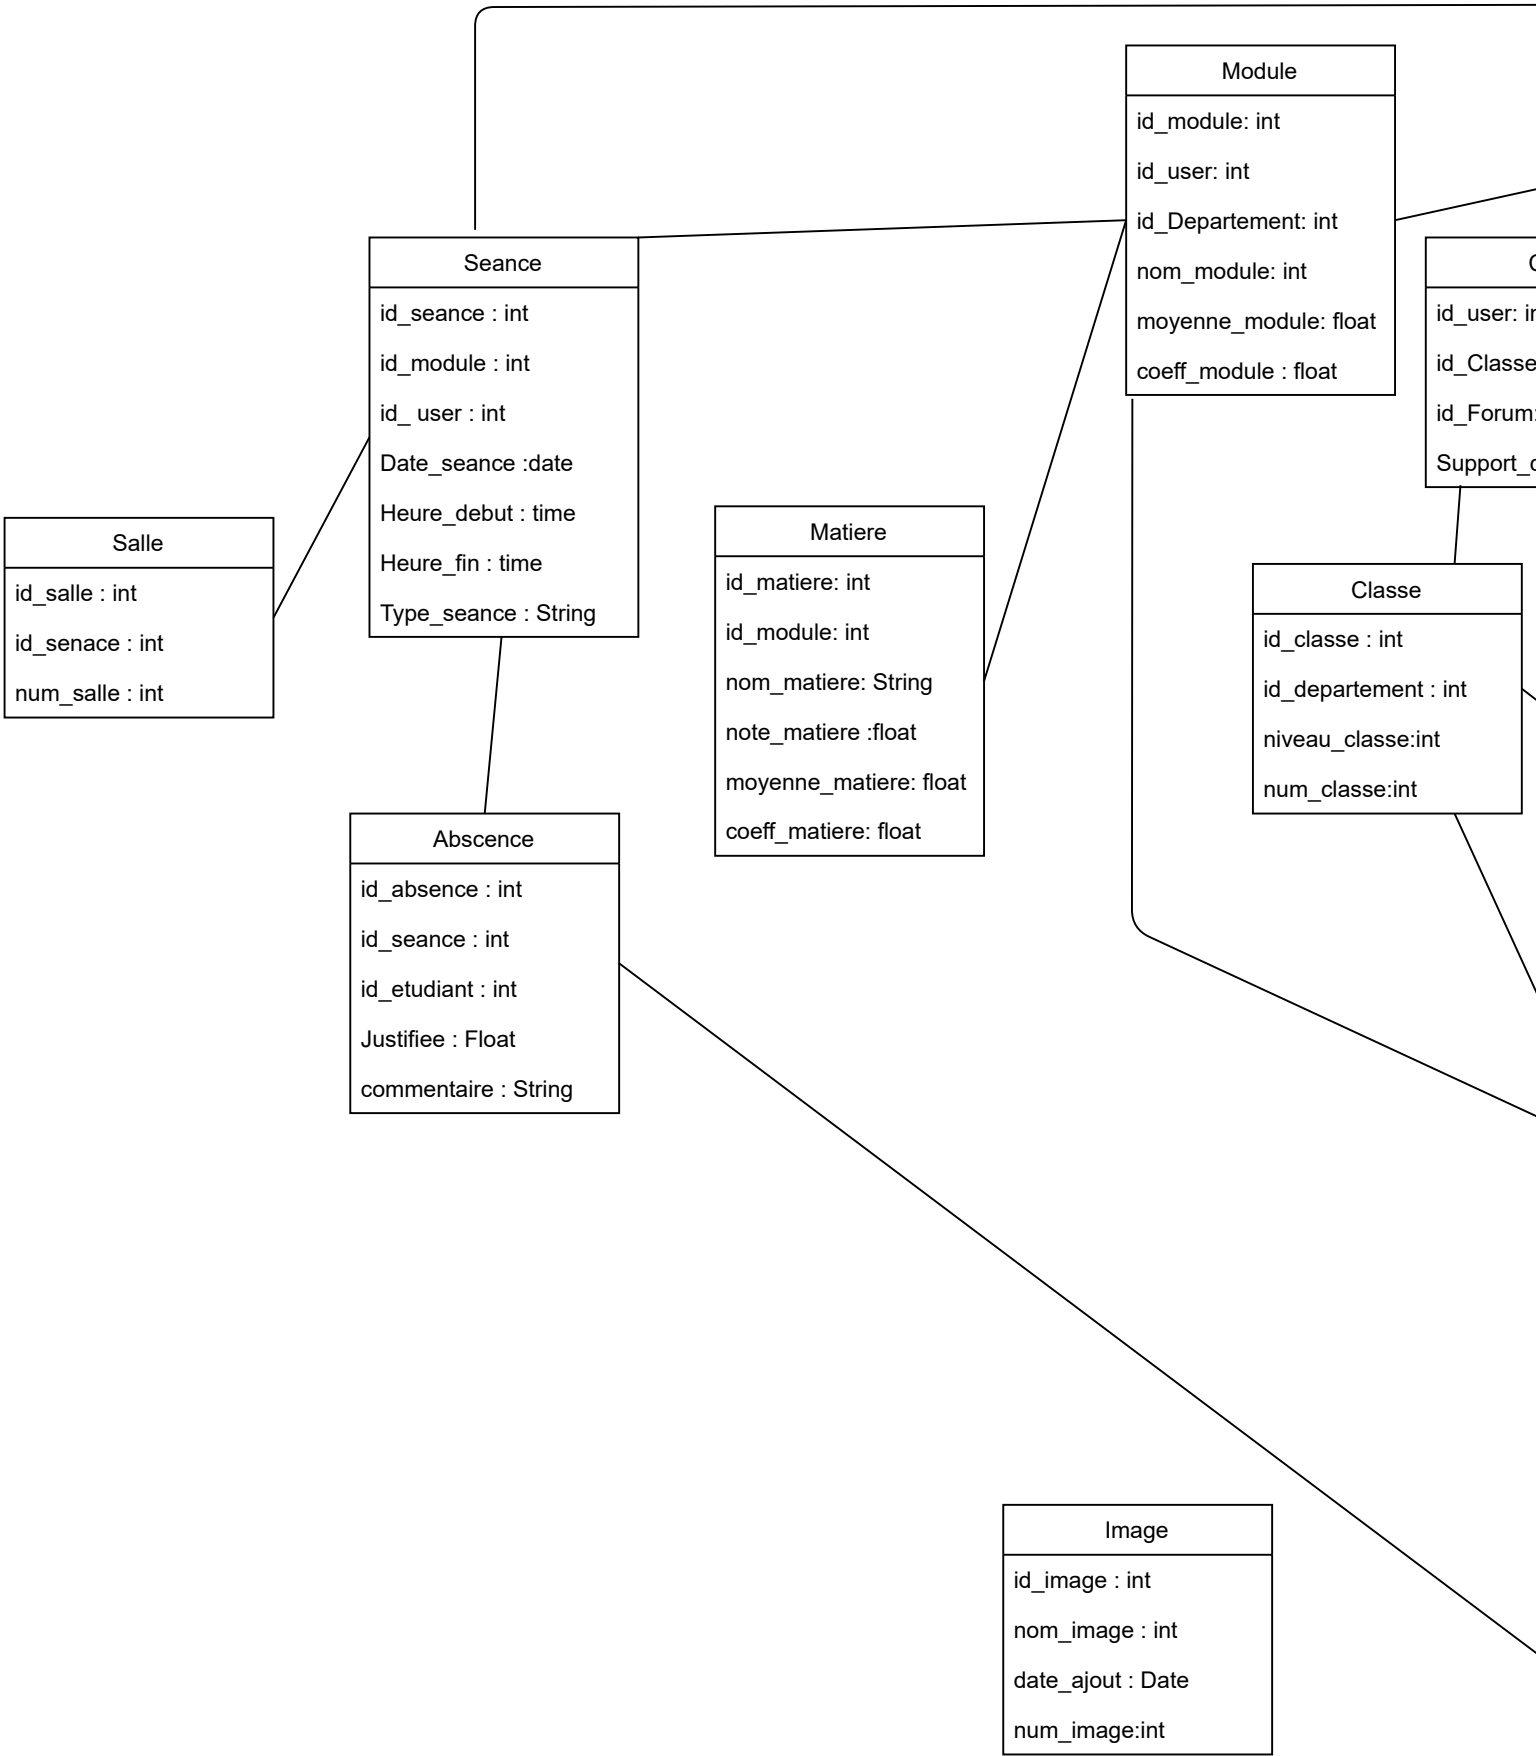 Module
id_module: int
id_user: int
id_Departement: int
nom_module: int
moyenne_module: float
coeff_module : float
Seance
id_seance : int
id_module : int
id_ user : int
Date_seance :date
Heure_debut : time
Heure_fin : time
Type_seance : String
id_user:
id_Classe
id_Forum:
Salle
id_salle : int
id_senace : int
num_salle : int
Matiere
id_matiere: int
id_module: int
nom_matiere: String
note_matiere :float
moyenne_matiere: float
coeff_matiere: float
Classe
id_classe : int
id_departement : int
niveau_classe:int
num_classe:int
Abscence
id_absence : int
id_seance : int
id_etudiant : int
Justifiee : Float
commentaire : String
Image
id_image : int
nom_image : int
date_ajout : Date
num_image:int